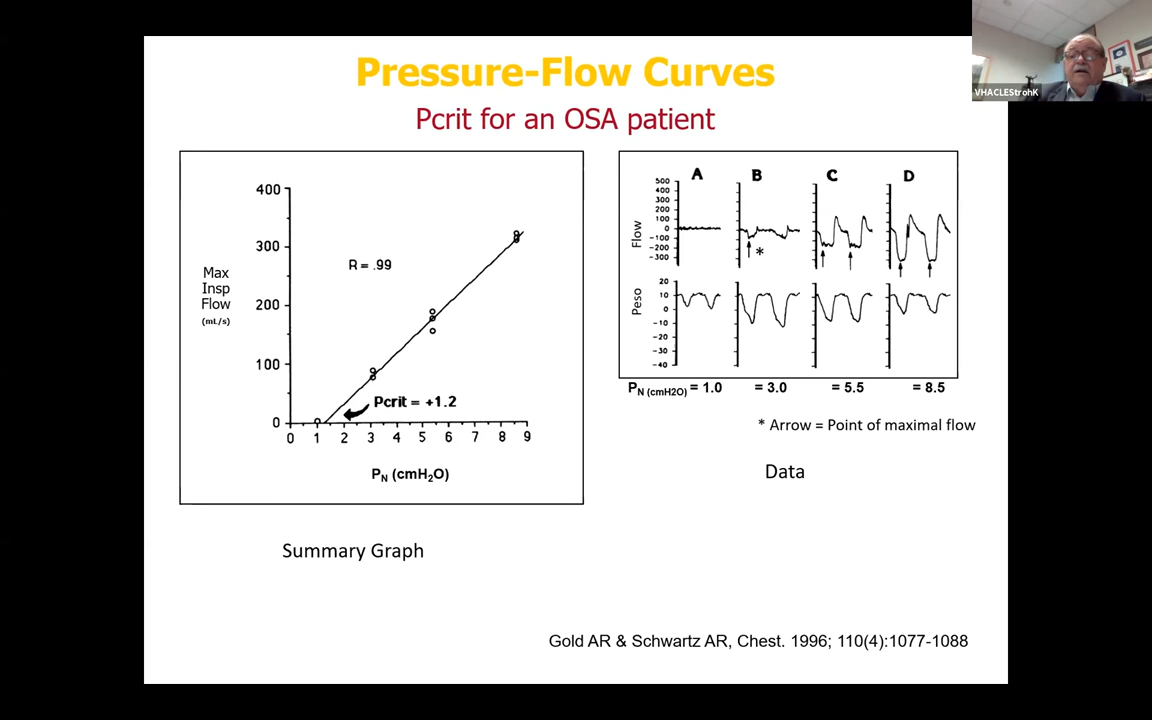 VHACLEStrohK
Pressure-Flow Curves
Pcrit for an OSA patient
400
300
200
100
0
Max
Insp
Flow
(mL/s)
R = .99
Pcrit = +1.2
0 1 2 3 4 5 6 7 8 9
PN (cmH2O)
Summary Graph
A B C D
Flow
500
400
300
200
100
0
-100
-200
-300
*
Peso
20
10
0
-10
-20
-30
-40
PN (cmH2O) = 1.0 = 3.0 = 5.5 = 8.5
* Arrow = Point of maximal flow
Data
Gold AR & Schwartz AR, Chest. 1996; 110(4):1077-1088